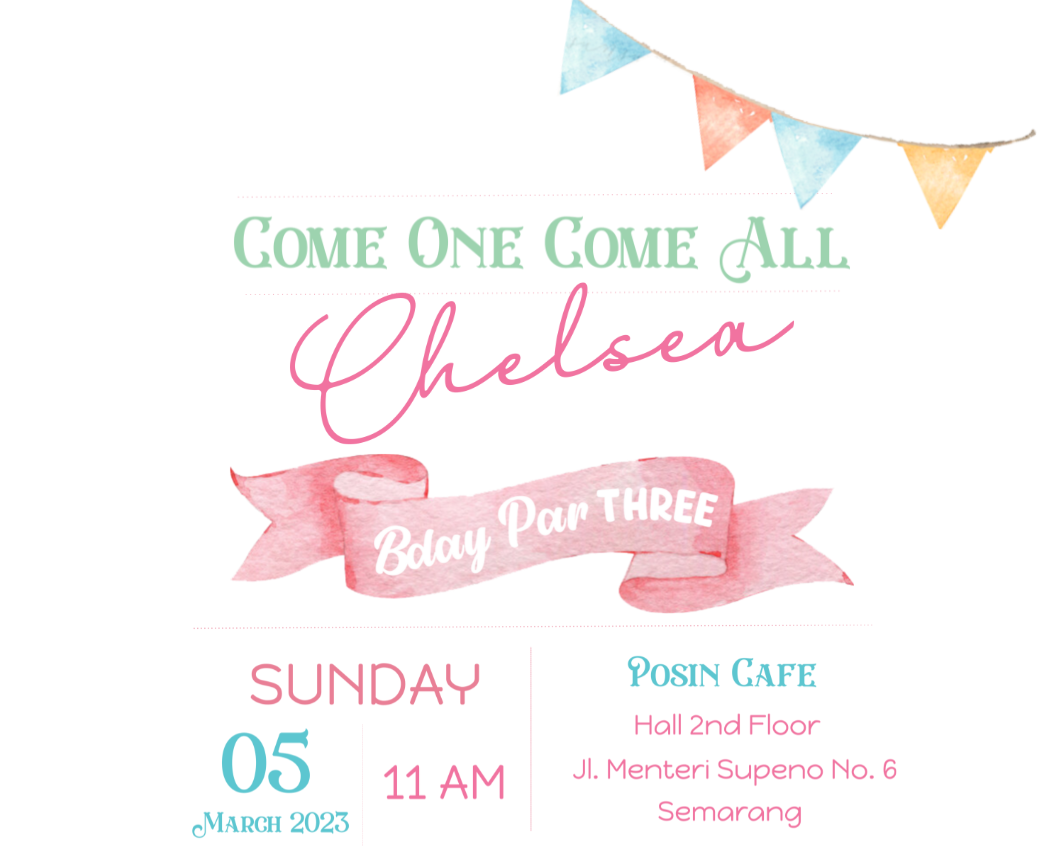 Come One Come All
Chelsea
Bday Par THREE
SUNDAY
05
March 2023
11 AM
Posin Cafe
Hall 2nd Floor
Jl. Menteri Supeno No. 6
Semarang